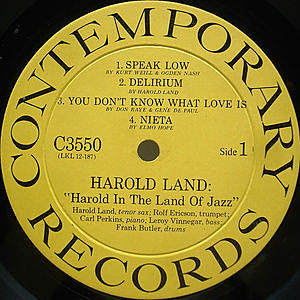 CONTEMPORARY
1. SPEAK LOW
BY KURT WEILL & OGDEN NASH
2. DELIRIUM
BY HAROLD LAND
3. YOU DON'T KNOW WHAT LOVE IS
BY DON RAYE & GENE DE PAUL
4. NIETA
BY ELMO HOPE
C3550
(LKL 12-187)
Side 1
HAROLD LAND:
"Harold In The Land Of Jazz"
Harold Land, tenor sax; Rolf Ericson, trumpet;
Carl Perkins, piano; Leroy Vinnegar, bass;
Frank Butler, drums
RECORDS